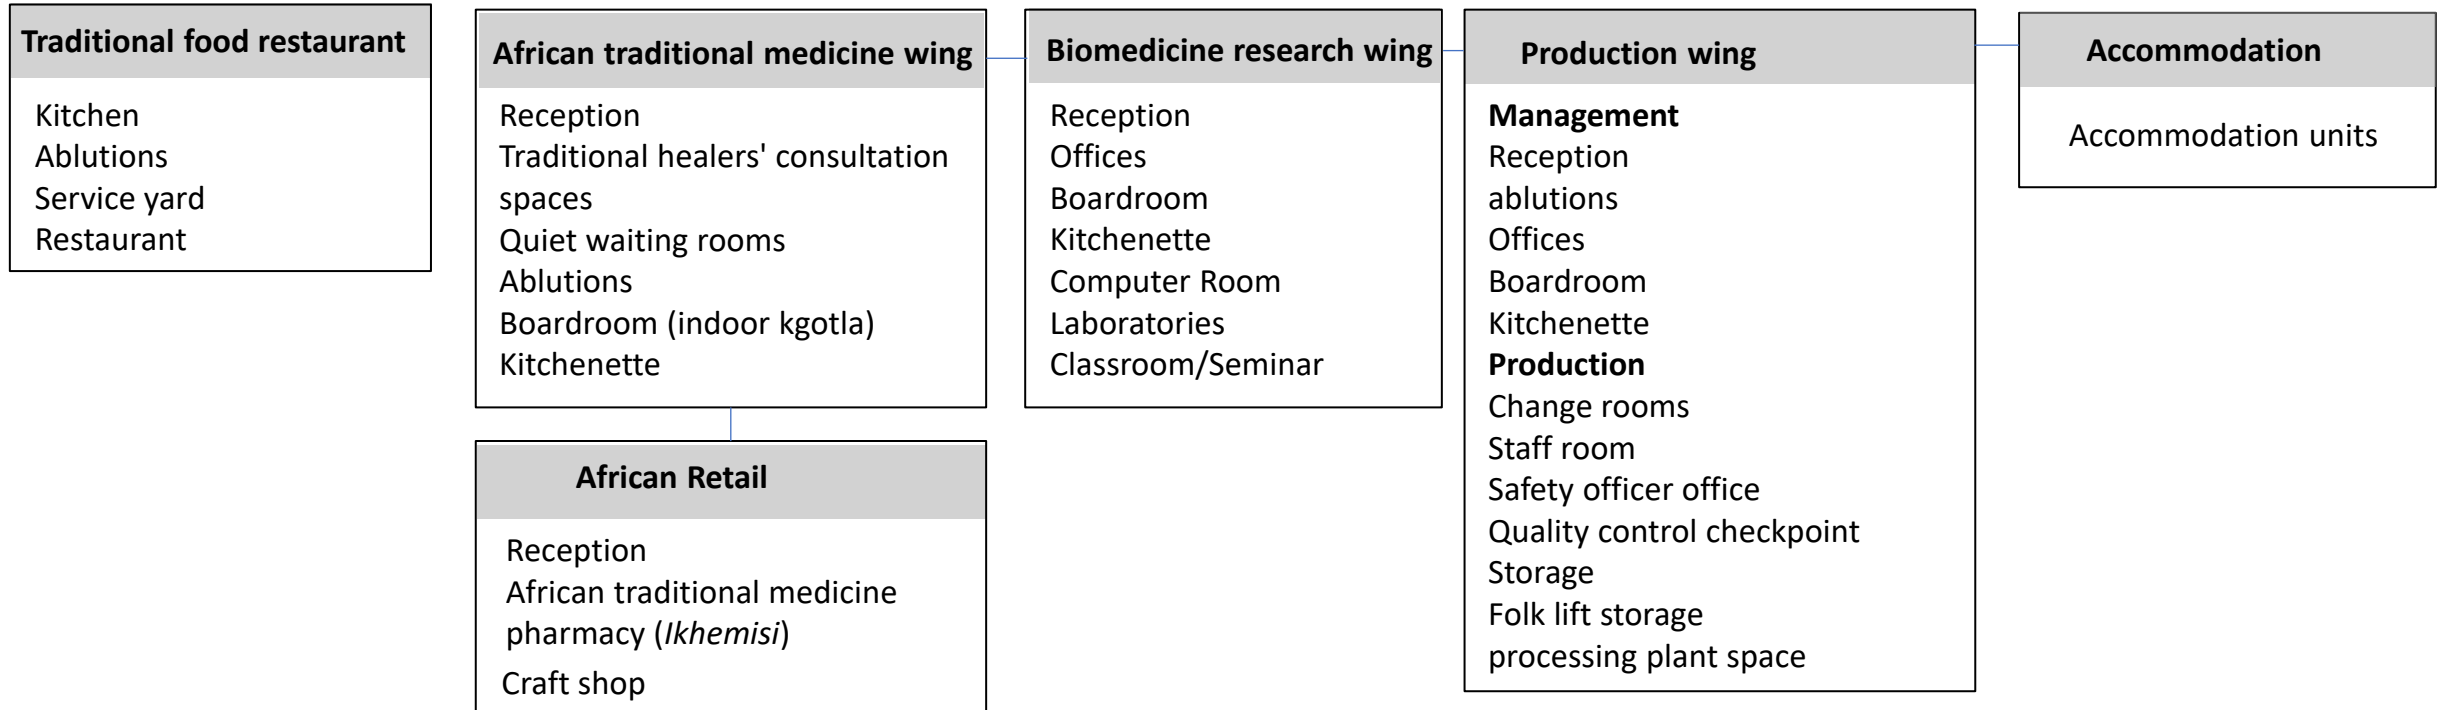 Traditional food restaurant
Kitchen
Ablutions
Service yard
Restaurant
African traditional medicine wing
Reception
Traditional healers' consultation
spaces
Quiet waiting rooms
Ablutions
Boardroom (indoor kgotla)
Kitchenette
African Retail
Reception
African traditional medicine
pharmacy (Ikhemisi)
Craft shop
Biomedicine research wing
Reception
Offices
Boardroom
Kitchenette
Computer Room
Laboratories
Classroom/Seminar
Production wing
Management
Reception
ablutions
Offices
Boardroom
Kitchenette
Production
Change rooms
Staff room
Safety officer office
Quality control checkpoint
Storage
Folk lift storage
processing plant space
Accommodation
Accommodation units